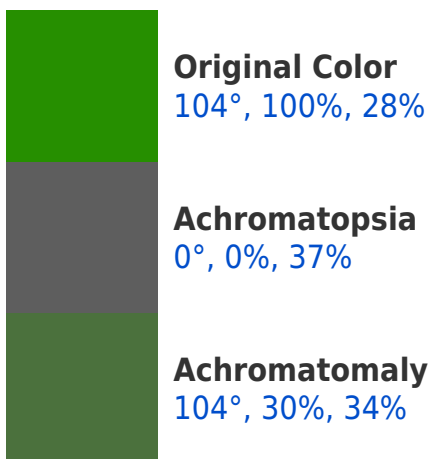 Original Color
104°, 100%, 28%
Achromatopsia
0°, 0%, 37%
Achromatomaly
104°, 30%, 34%